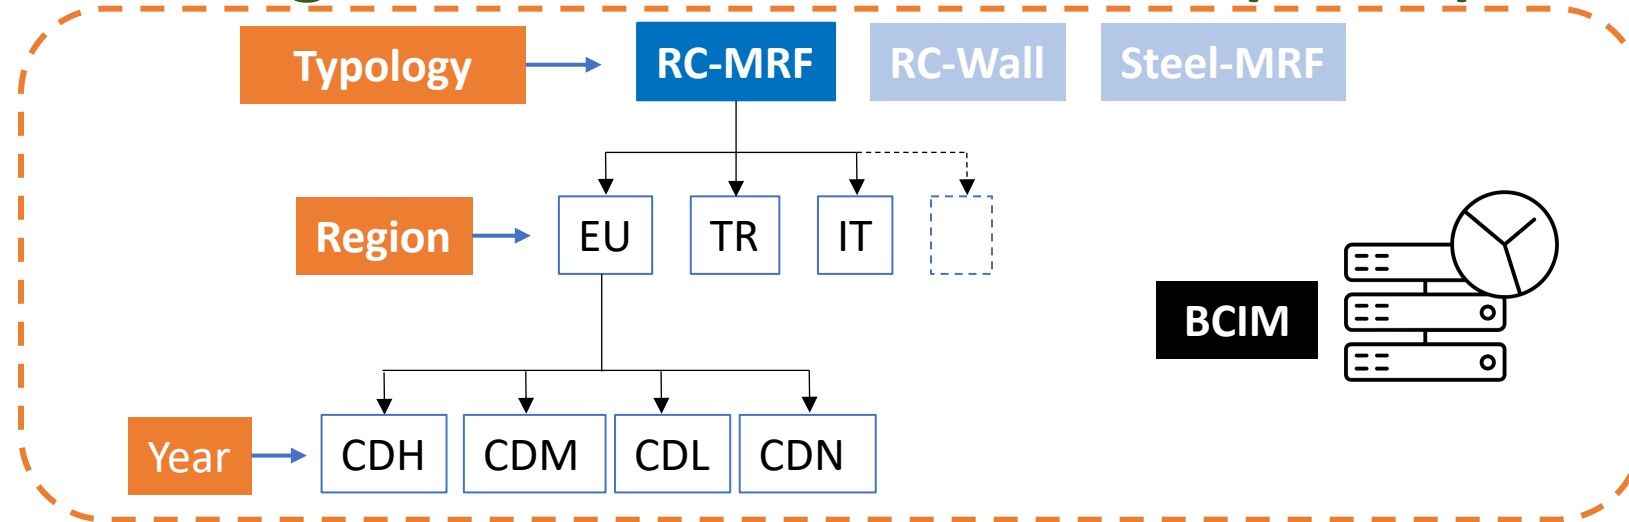 Typology
RC-MRF
RC-Wall
Steel-MRF
Region
EU
TR
IT
BCIM
Year
CDH
CDM
CDL
CDN